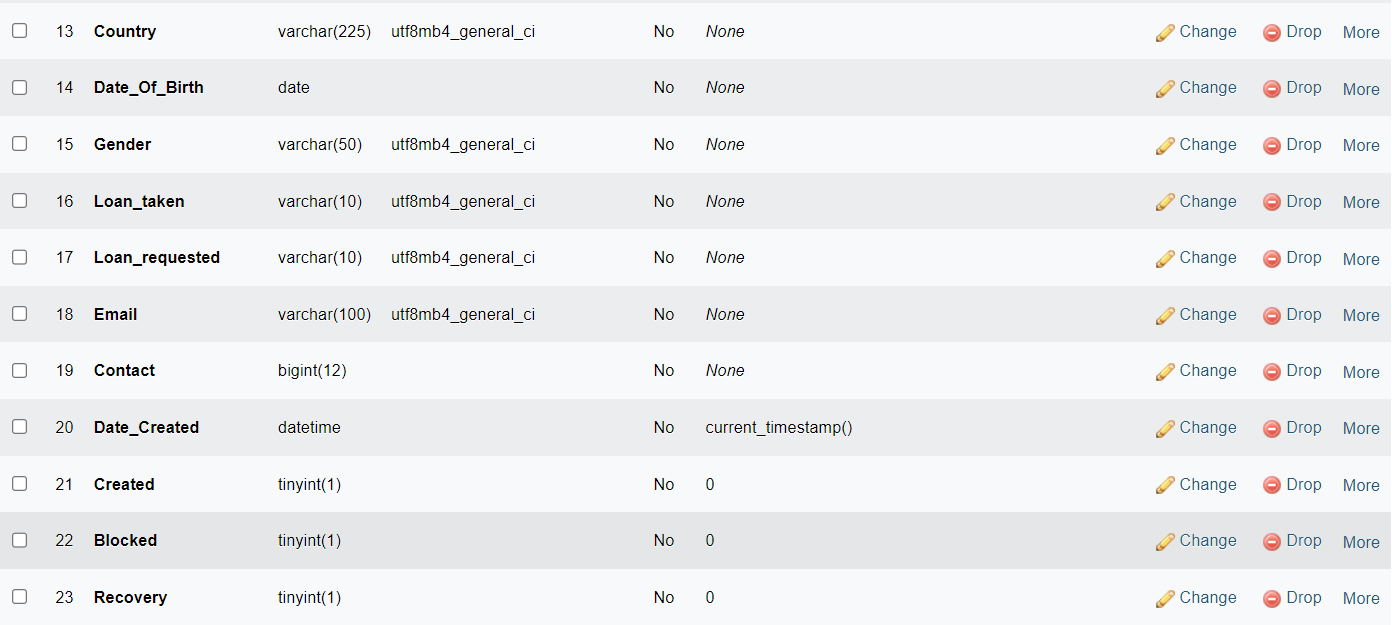 13 Country varchar(225) utf8mb4_general_ci No None Change Drop More
14 Date_Of_Birth date No None Change Drop More
15 Gender varchar(50) utf8mb4_general_ci No None Change Drop More
16 Loan_taken varchar(10) utf8mb4_general_ci No None Change Drop More
17 Loan_requested varchar(10) utf8mb4_general_ci No None Change Drop More
18 Email varchar(100) utf8mb4_general_ci No None Change Drop More
19 Contact bigint(12) No None Change Drop More
20 Date_Created datetime No current_timestamp() Change Drop More
21 Created tinyint(1) No 0 Change Drop More
22 Blocked tinyint(1) No 0 Change Drop More
23 Recovery tinyint(1) No 0 Change Drop More